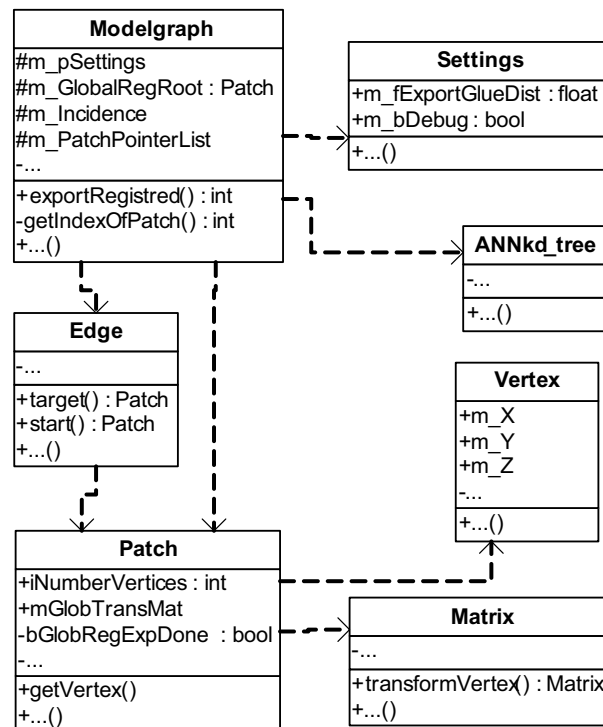 Modelgraph
#m_pSettings
#m_GlobalRegRoot : Patch
#m_Incidence
#m_PatchPointerList
-...
+exportRegistred() : int
-getIndexOfPatch() : int
+...()
Settings
+m_fExportGlueDist : float
+m_bDebug : bool
+...()
ANNkd_tree
-...
+...()
Edge
-...
+target() : Patch
+start() : Patch
+...()
Vertex
+m_X
+m_Y
+m_Z
-...
+...()
Patch
+iNumberVertices : int
+mGlobTransMat
-bGlobRegExpDone : bool
-...
+getVertex()
+...()
Matrix
-...
+transformVertex() : Matrix
+...()